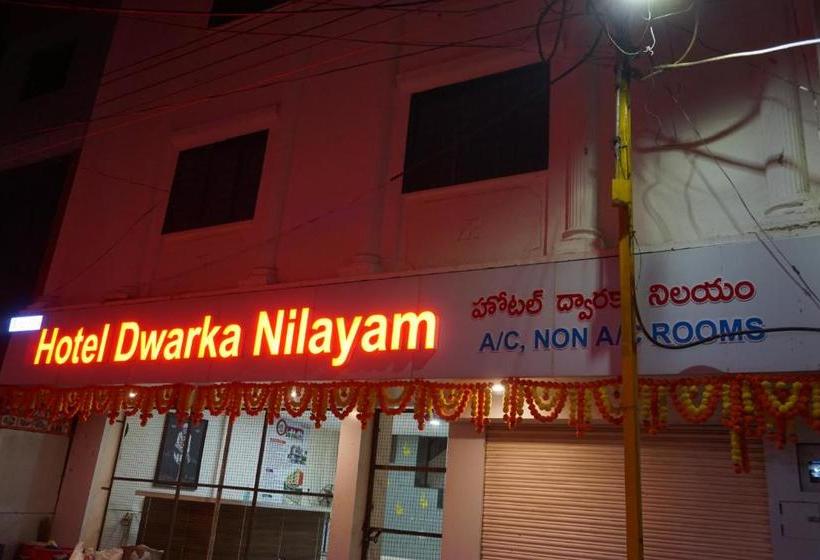 Hotel Dwarka Nilayam
హోటల్ ద్వారకా నిలయం
A/C, NON A/C ROOMS